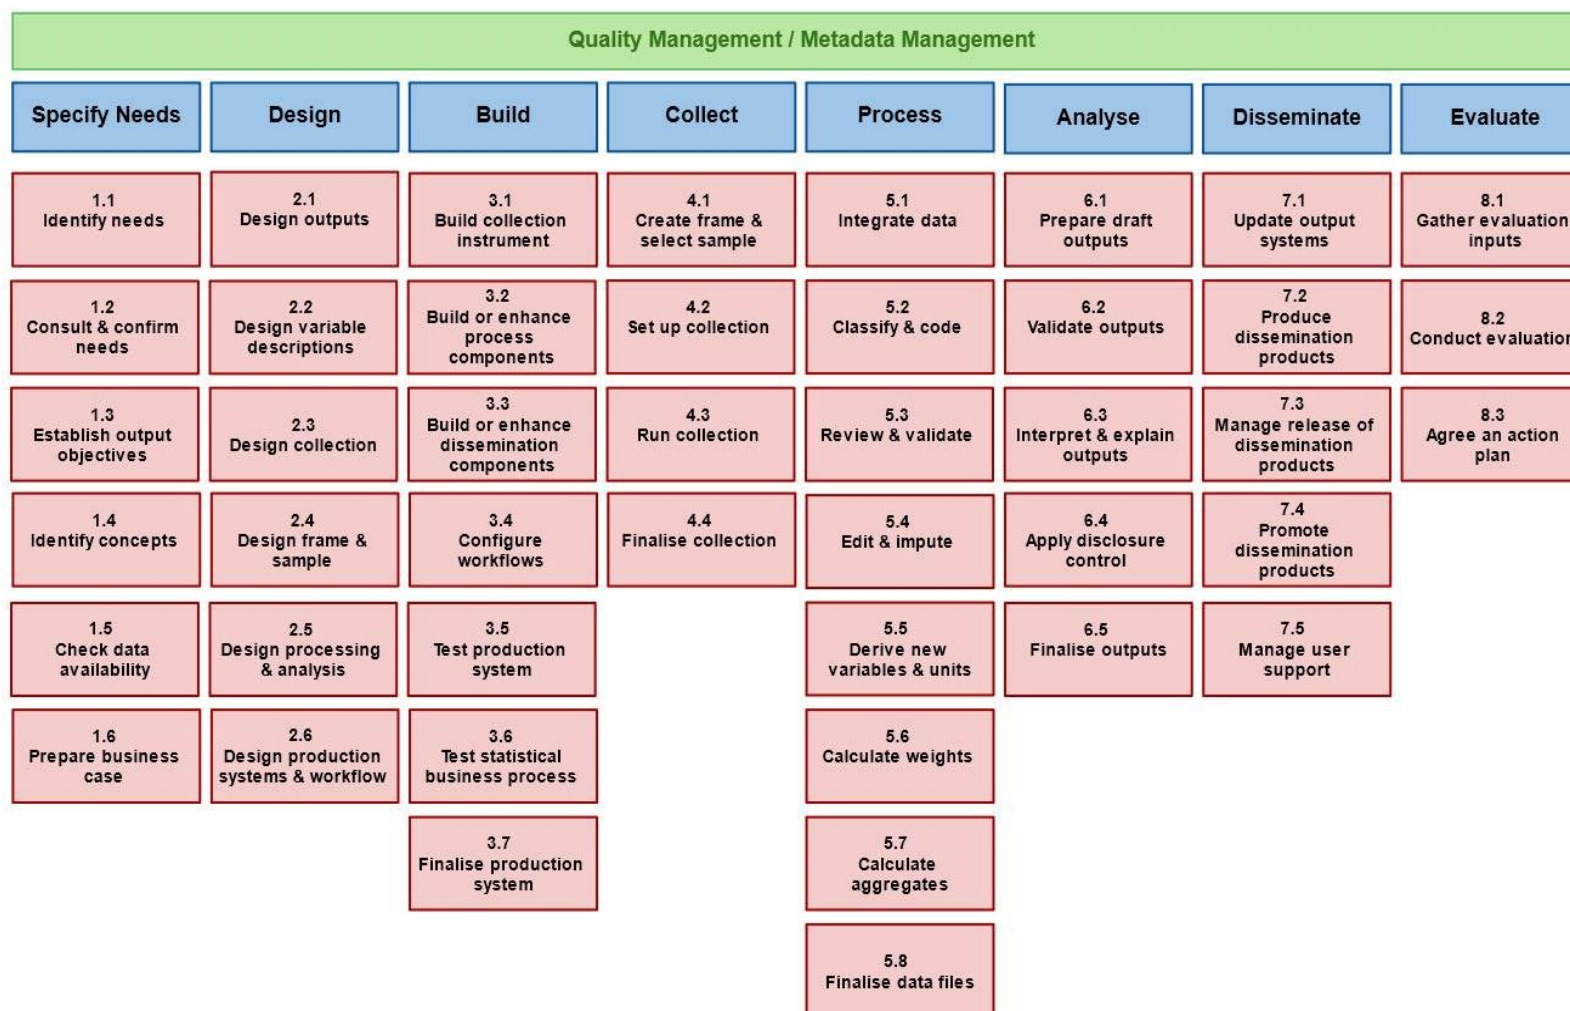 Quality Management / Metadata Management
Specify Needs
Design
Build
Collect
Process
Analyse
Disseminate
Evaluate
1.1
Identify needs
2.1
Design outputs
3.1
Build collection
instrument
4.1
Create frame &
select sample
5.1
Integrate data
6.1
Prepare draft
outputs
7.1
Update output
systems
8.1
Gather evaluation
inputs
1.2
Consult & confirm
needs
2.2
Design variable
descriptions
3.2
Build or enhance
process
components
4.2
Set up collection
5.2
Classify & code
6.2
Validate outputs
7.2
Produce
dissemination
products
8.2
Conduct evaluation
1.3
Establish output
objectives
2.3
Design collection
3.3
Build or enhance
dissemination
components
4.3
Run collection
5.3
Review & validate
6.3
Interpret & explain
outputs
7.3
Manage release of
dissemination
products
8.3
Agree an action
plan
1.4
Identify concepts
2.4
Design frame &
sample
3.4
Configure
workflows
4.4
Finalise collection
5.4
Edit & impute
6.4
Apply disclosure
control
7.4
Promote
dissemination
products
1.5
Check data
availability
2.5
Design processing
& analysis
3.5
Test production
system
5.5
Derive new
variables & units
6.5
Finalise outputs
7.5
Manage user
support
1.6
Prepare business
case
2.6
Design production
systems & workflow
3.6
Test statistical
business process
5.6
Calculate weights
3.7
Finalise production
system
5.7
Calculate
aggregates
5.8
Finalise data files